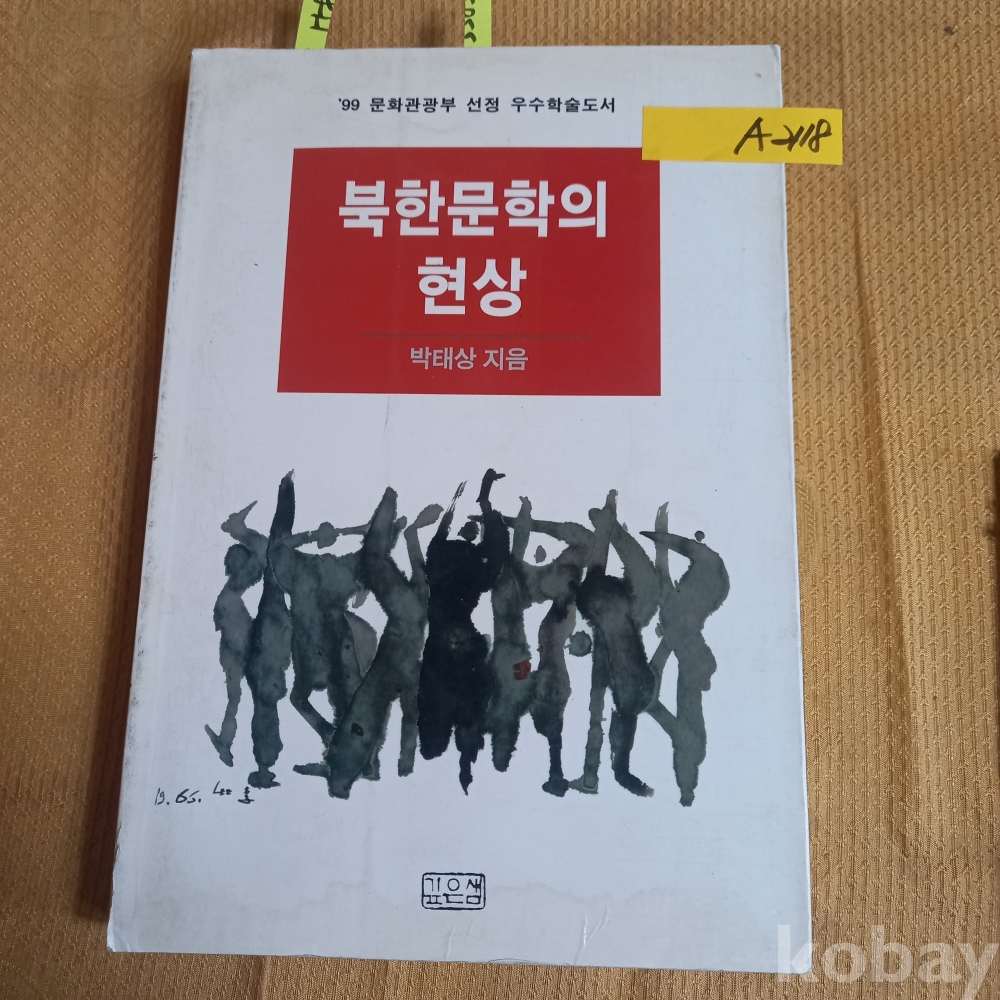 '99 문화관광부 선정 우수학술도서
북한문학의
현상
박태상 지음
깊은샘
kobay